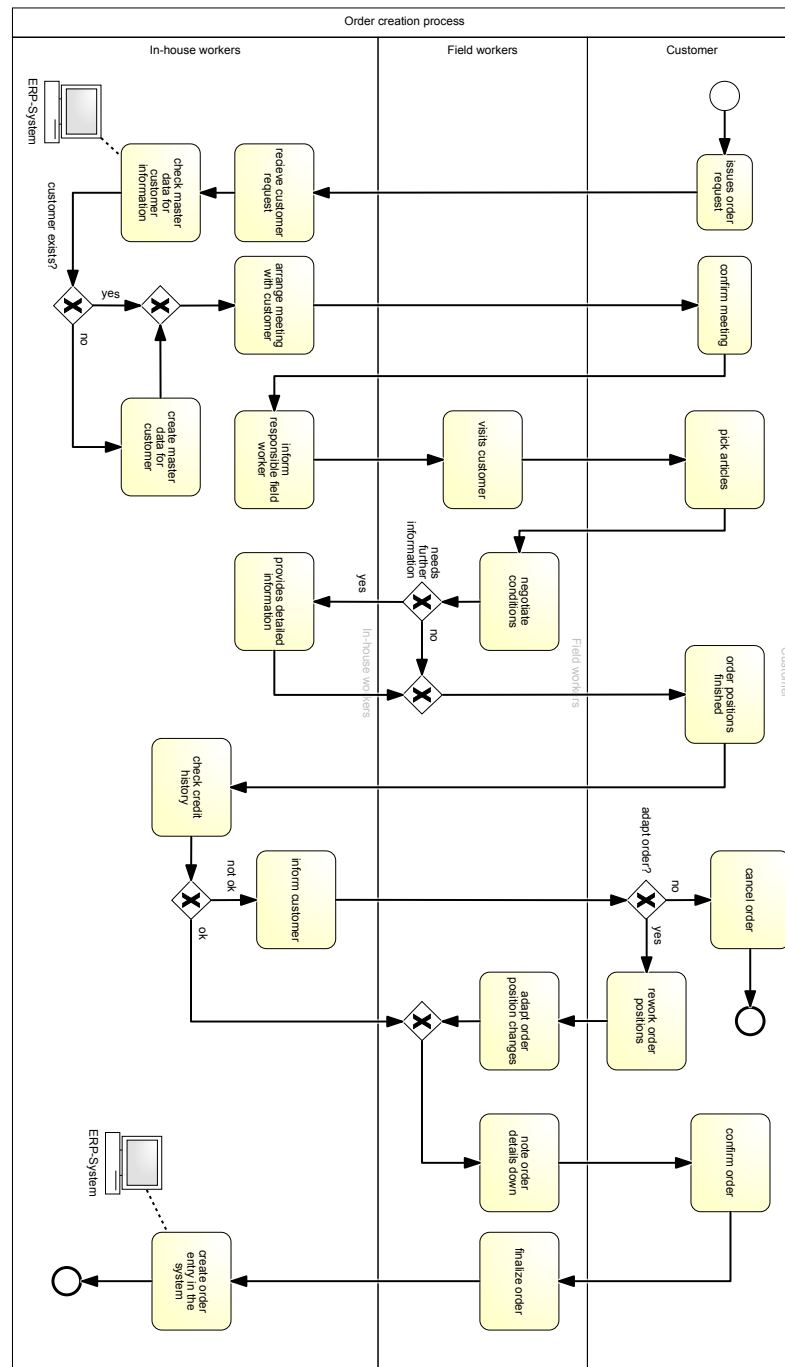 Order creation process
In-house workers
Field workers
Customer
ERP-System
issues order
request
recieve customer
request
check master
data for
customer
information
customer exists?
yes
no
create master
data for
customer
arrange meeting
with customer
confirm meeting
inform
responsible field
worker
visits customer
pick articles
negotiate
conditions
needs
further
information
yes
no
provides detailed
information
In-house workers
Field workers
Customer
order positions
finished
check credit
history
not ok
ok
inform customer
adapt order?
no
yes
cancel order
rework order
positions
adapt order
position changes
note order
details down
confirm order
finalize order
ERP-System
create order
entry in the
system